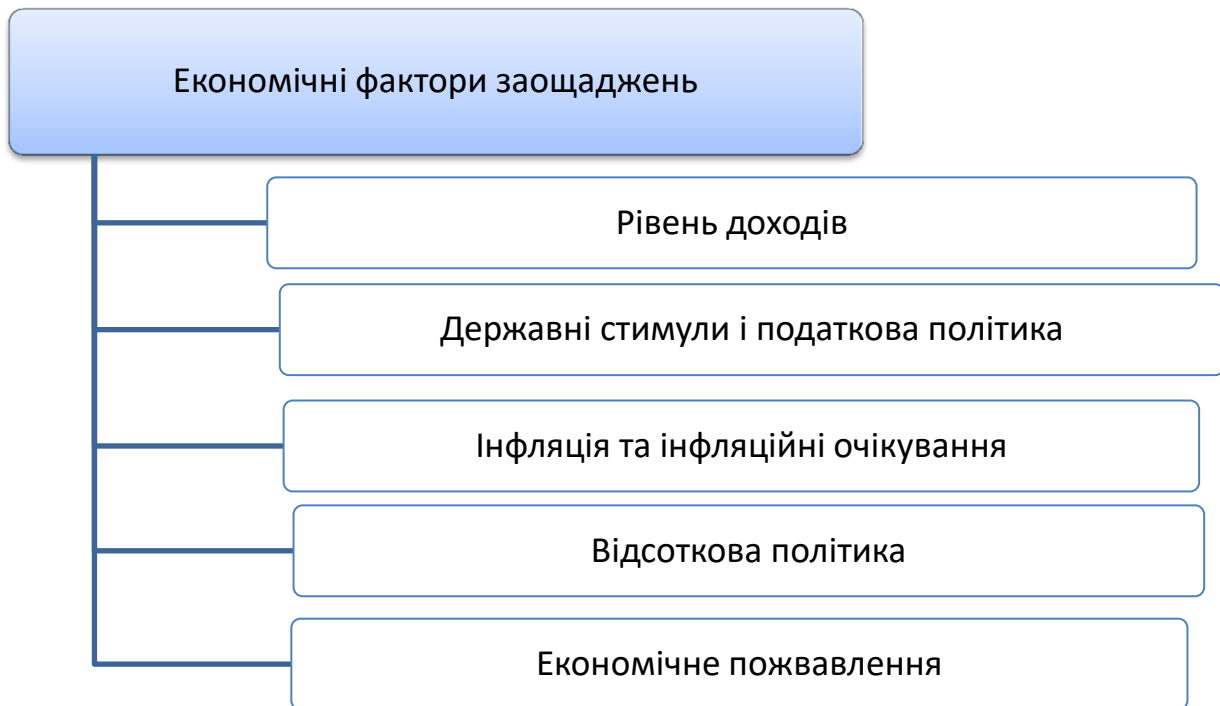 Економічні фактори заощаджень
Рівень доходів
Державні стимули і податкова політика
Інфляція та інфляційні очікування
Відсоткова політика
Економічне пожвавлення